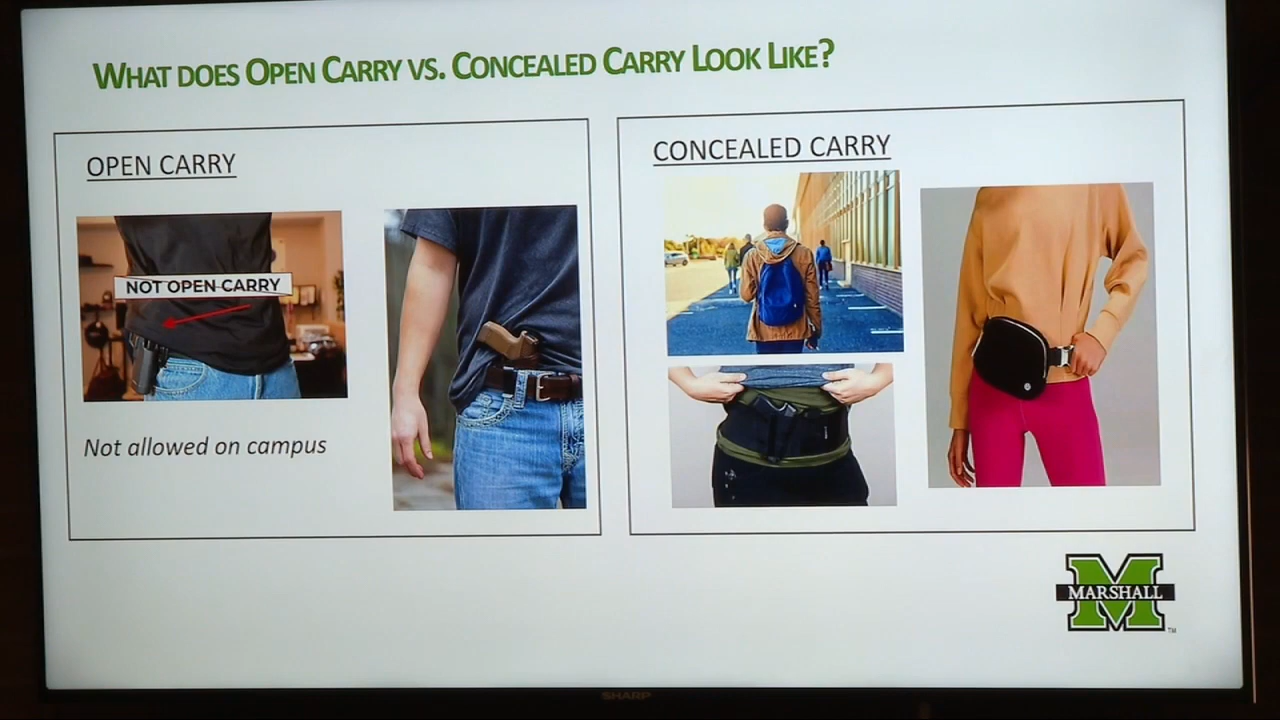 WHAT DOES OPEN CARRY VS. CONCEALED CARRY LOOK LIKE?
OPEN CARRY
NOT OPEN CARRY
Not allowed on campus
CONCEALED CARRY
MARSHALL
TM
SHARP